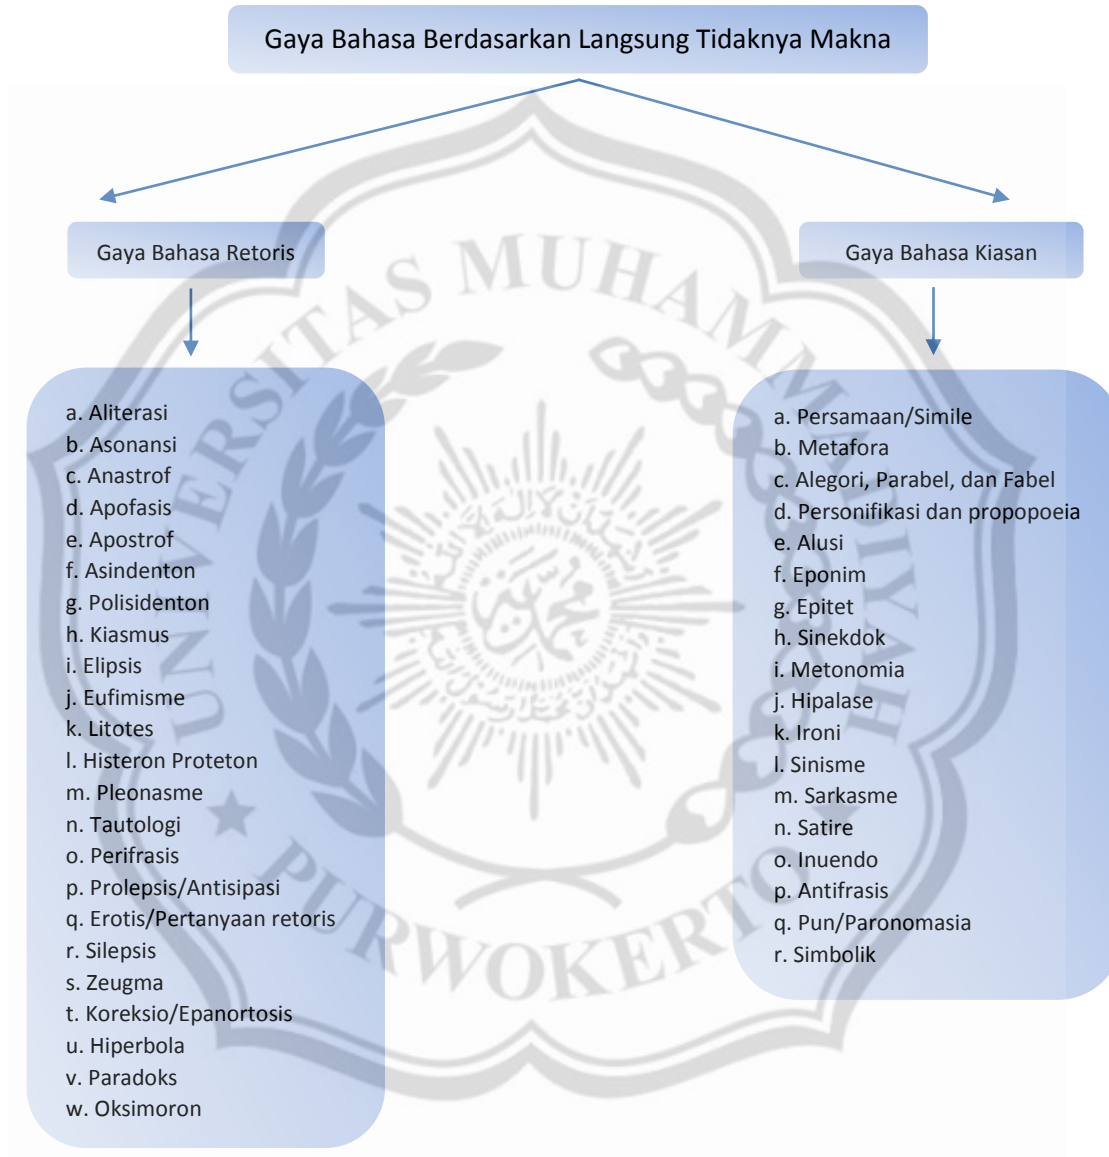 Gaya Bahasa Berdasarkan Langsung Tidaknya Makna
Gaya Bahasa Retoris
Gaya Bahasa Kiasan
a. Aliterasi
b. Asonansi
c. Anastrof
d. Apofasis
e. Apostrof
f. Asindenton
g. Polisidenton
h. Kiasmus
i. Elipsis
j. Eufimisme
k. Litotes
l. Histeron Proteton
m. Pleonasme
n. Tautologi
o. Perifrasis
p. Prolepsis/Antisipasi
q. Erotis/Pertanyaan retoris
r. Silepsis
s. Zeugma
t. Koreksio/Epanortosis
u. Hiperbola
v. Paradoks
w. Oksimoron
a. Persamaan/Simile
b. Metafora
c. Alegori, Parabel, dan Fabel
d. Personifikasi dan propopoeia
e. Alusi
f. Eponim
g. Epitet
h. Sinekdok
i. Metonomia
j. Hipalase
k. Ironi
l. Sinisme
m. Sarkasme
n. Satire
o. Inuendo
p. Antifrasis
q. Pun/Paronomasia
r. Simbolik
UNIVERSITAS MUHAMMADIYAH
PURWOKERTO